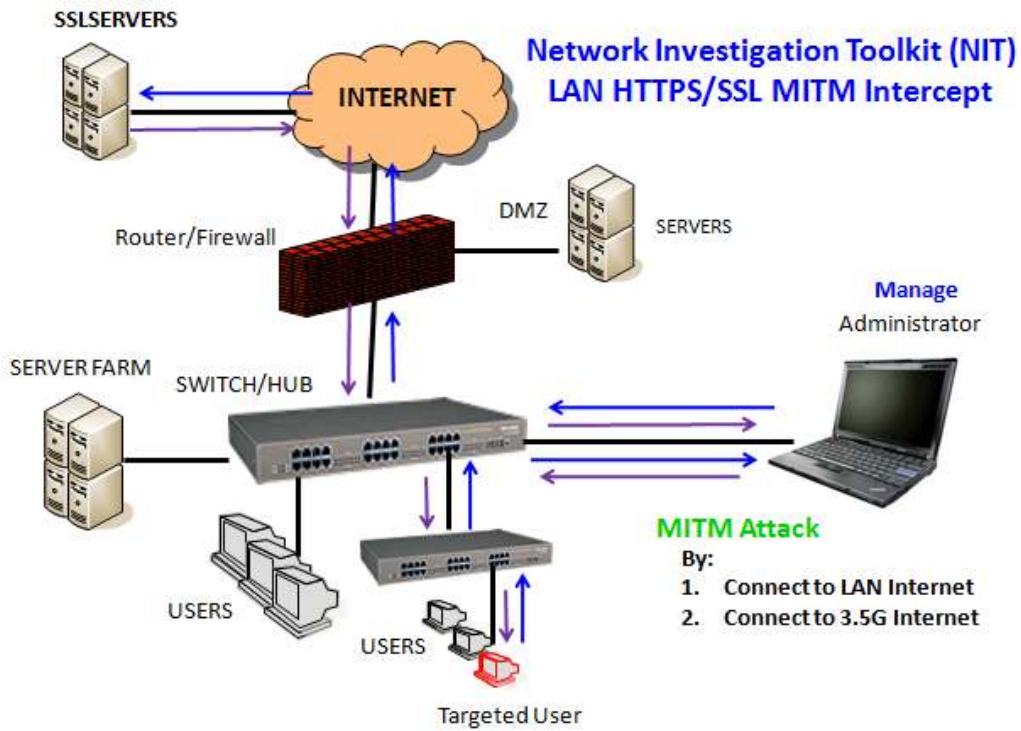 SSLSERVERS
Network Investigation Toolkit (NIT)
LAN HTTPS/SSL MITM Intercept
INTERNET
DMZ
SERVERS
Router/Firewall
Manage
Administrator
SERVER FARM
SWITCH/HUB
MITM Attack
By:
1. Connect to LAN Internet
2. Connect to 3.5G Internet
USERS
USERS
Targeted User